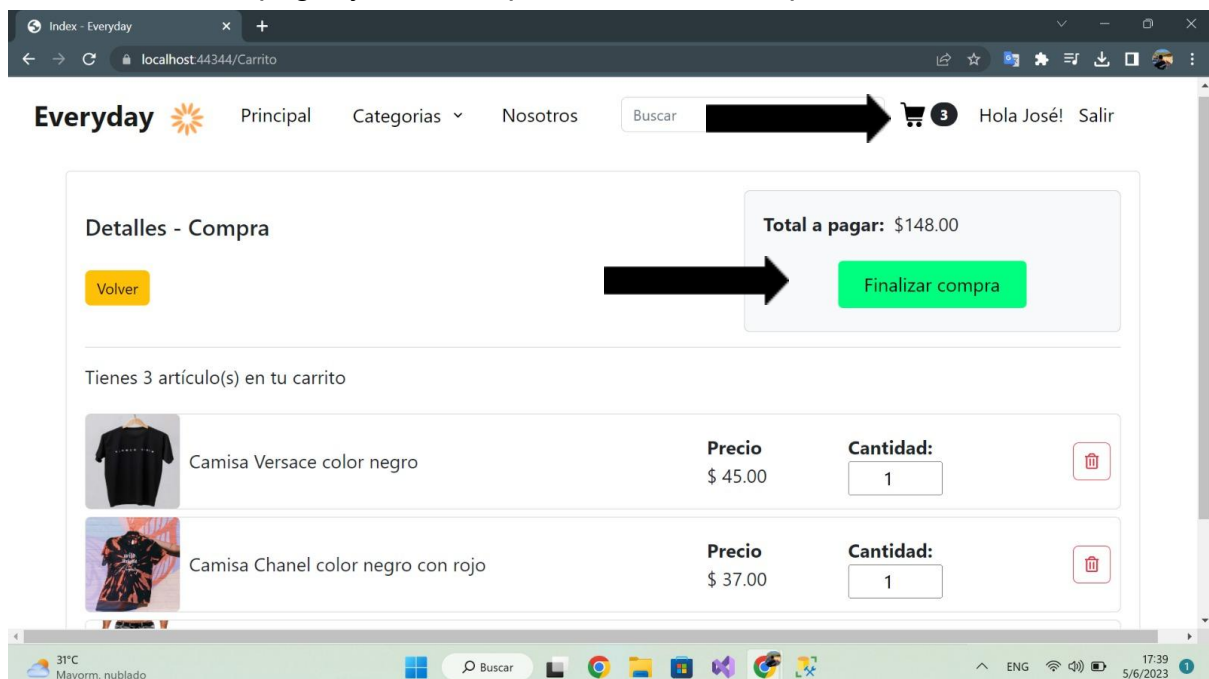 Index - Everyday
localhost:44344/Carrito
Everyday Principal Categorias Nosotros Buscar 3 Hola José! Salir
Detalles - Compra
Total a pagar: $148.00
Volver
Finalizar compra
Tienes 3 artículo(s) en tu carrito
Camisa Versace color negro
Precio
$ 45.00
Cantidad:
1
Camisa Chanel color negro con rojo
Precio
$ 37.00
Cantidad:
1
31°C
Mayorm. nublado
Buscar
ENG
17:39
5/6/2023
1